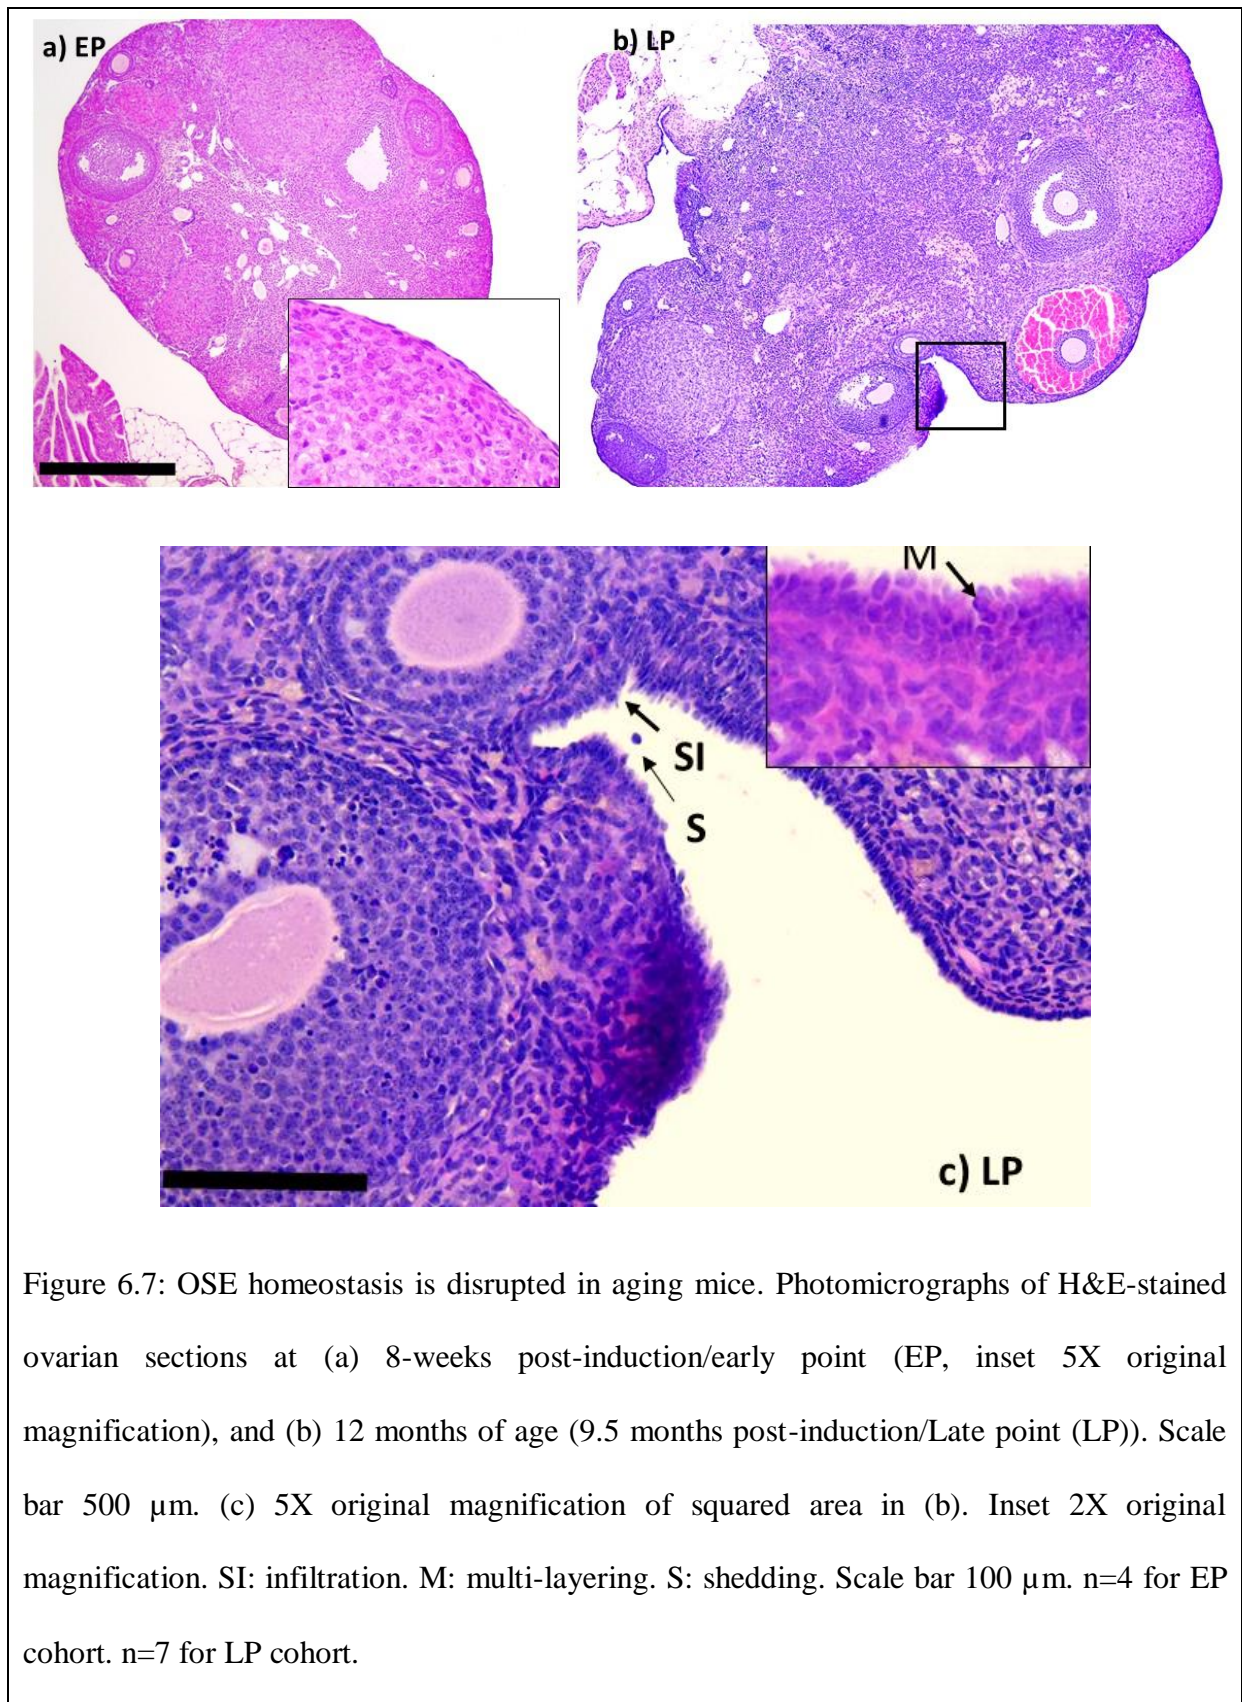 a) EP
b) LP
M
SI
S
c) LP
Figure 6.7: OSE homeostasis is disrupted in aging mice. Photomicrographs of H&E-stained
ovarian sections at (a) 8-weeks post-induction/early point (EP, inset 5X original
magnification), and (b) 12 months of age (9.5 months post-induction/Late point (LP)). Scale
bar 500 µm. (c) 5X original magnification of squared area in (b). Inset 2X original
magnification. SI: infiltration. M: multi-layering. S: shedding. Scale bar 100 µm. n=4 for EP
cohort. n=7 for LP cohort.